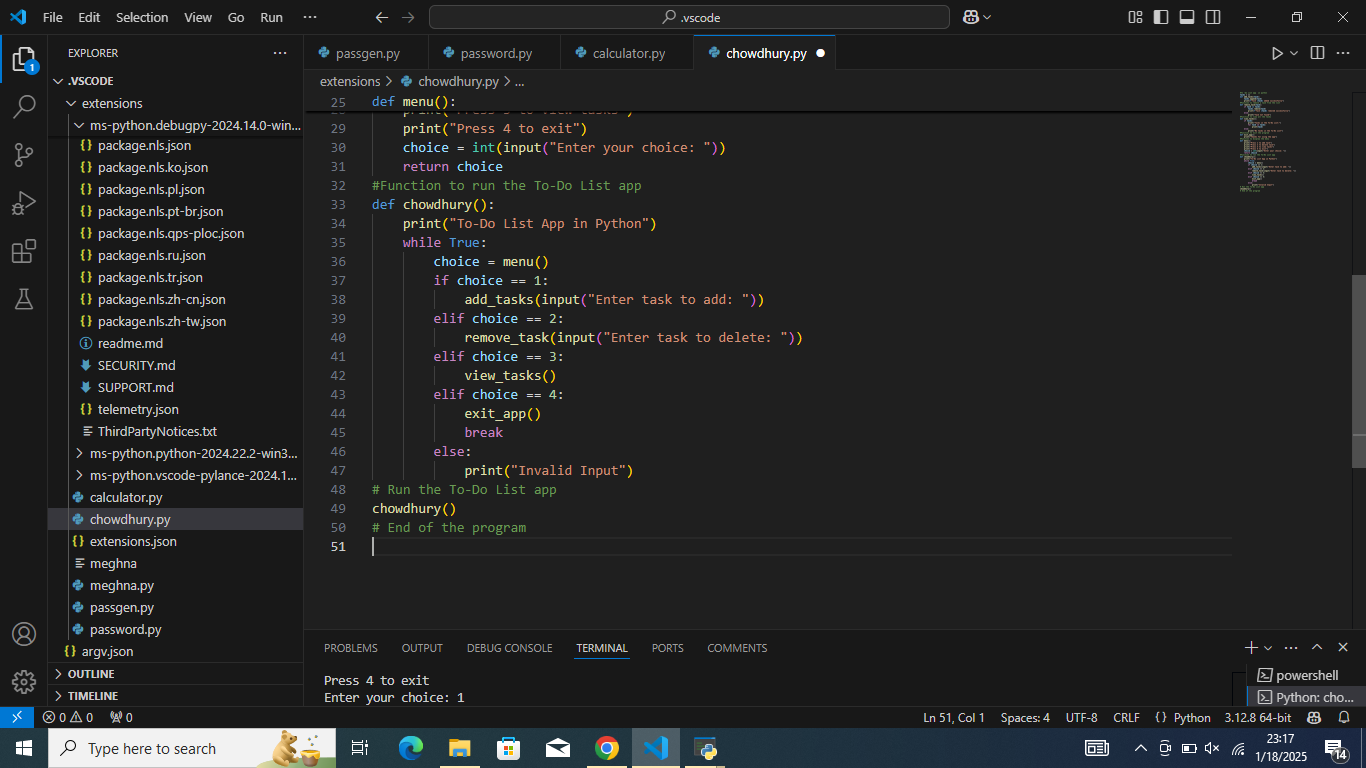 File Edit Selection View Go Run ··· .vscode
EXPLORER ···
.VSCODE
extensions
ms-python.debugpy-2024.14.0-win...
package.nls.json
package.nls.ko.json
package.nls.pl.json
package.nls.pt-br.json
package.nls.qps-ploc.json
package.nls.ru.json
package.nls.tr.json
package.nls.zh-cn.json
package.nls.zh-tw.json
readme.md
SECURITY.md
SUPPORT.md
telemetry.json
ThirdPartyNotices.txt
ms-python.python-2024.22.2-win3...
ms-python.vscode-pylance-2024.1...
calculator.py
chowdhury.py
extensions.json
meghna
meghna.py
passgen.py
password.py
argv.json
OUTLINE
TIMELINE
1
passgen.py password.py calculator.py chowdhury.py
extensions > chowdhury.py > ...
25 def menu():
29 print("Press 4 to exit")
30 choice = int(input("Enter your choice: "))
31 return choice
32 #Function to run the To-Do List app
33 def chowdhury():
34 print("To-Do List App in Python")
35 while True:
36 choice = menu()
37 if choice == 1:
38 add_tasks(input("Enter task to add: "))
39 elif choice == 2:
40 remove_task(input("Enter task to delete: "))
41 elif choice == 3:
42 view_tasks()
43 elif choice == 4:
44 exit_app()
45 break
46 else:
47 print("Invalid Input")
48 # Run the To-Do List app
49 chowdhury()
50 # End of the program
51
PROBLEMS OUTPUT DEBUG CONSOLE TERMINAL PORTS COMMENTS
Press 4 to exit
Enter your choice: 1
powershell
Python: cho...
0 0 0 Ln 51, Col 1 Spaces: 4 UTF-8 CRLF {} Python 3.12.8 64-bit
Type here to search
23:17
1/18/2025
14